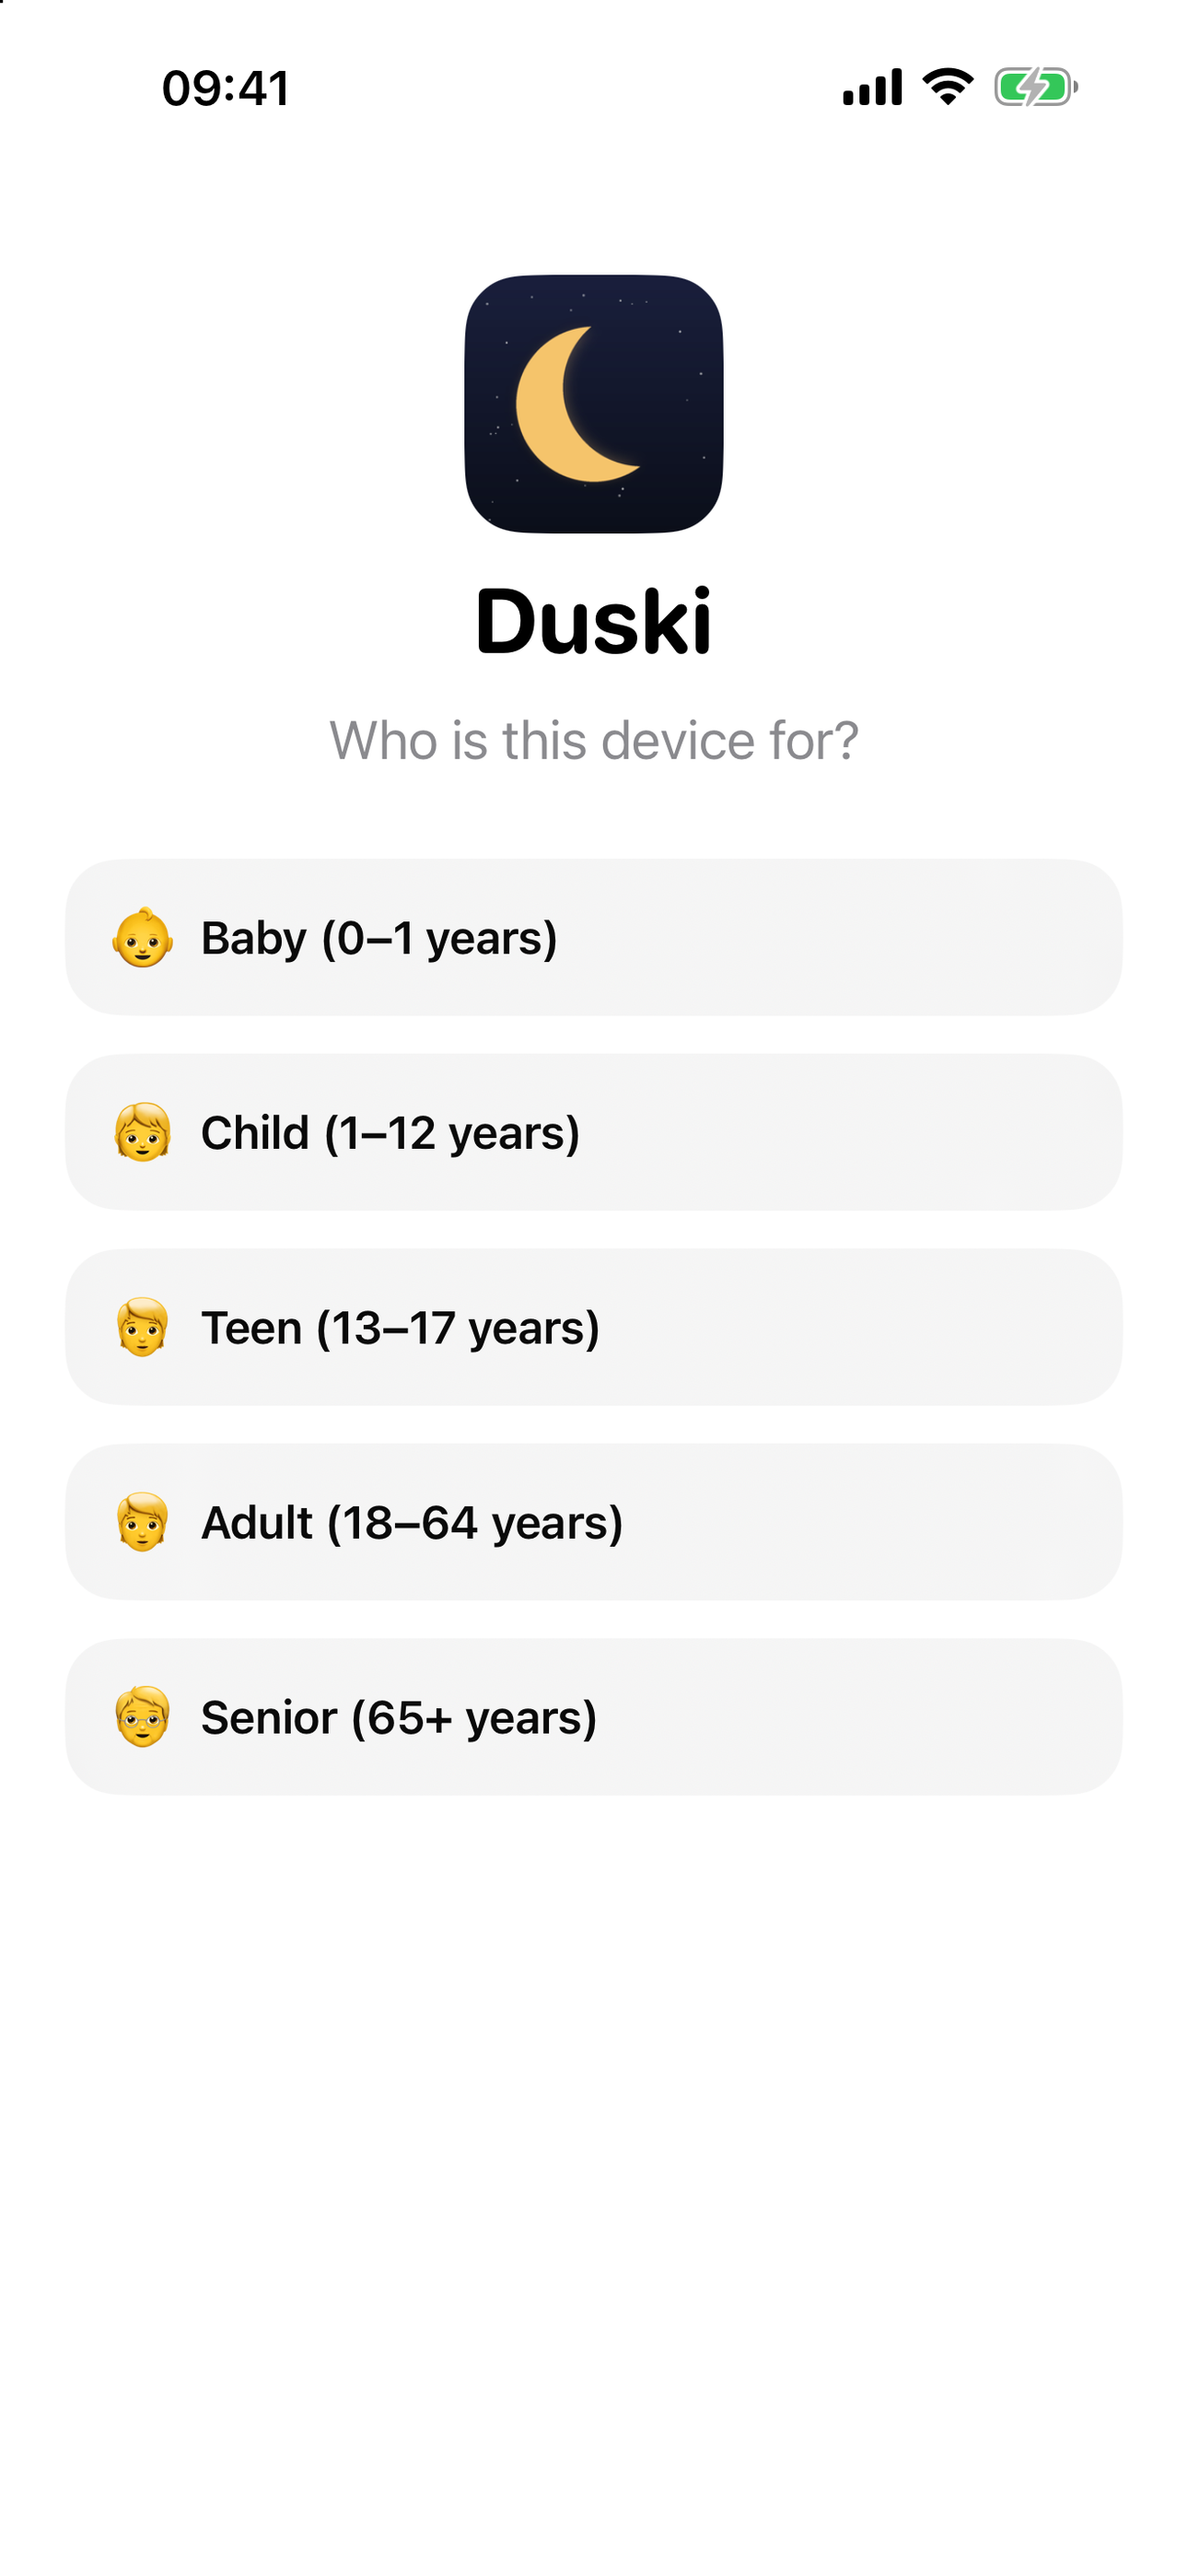 09:41
Duski
Who is this device for?
Baby (0–1 years)
Child (1–12 years)
Teen (13–17 years)
Adult (18–64 years)
Senior (65+ years)